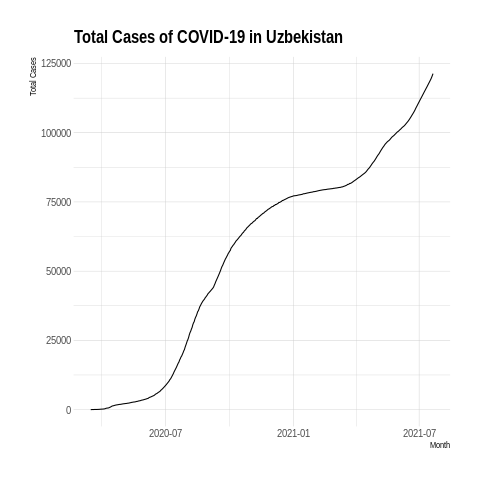 Total Cases of COVID-19 in Uzbekistan
Total Cases
125000
100000
75000
50000
25000
0
2020-07 2021-01 2021-07
Month